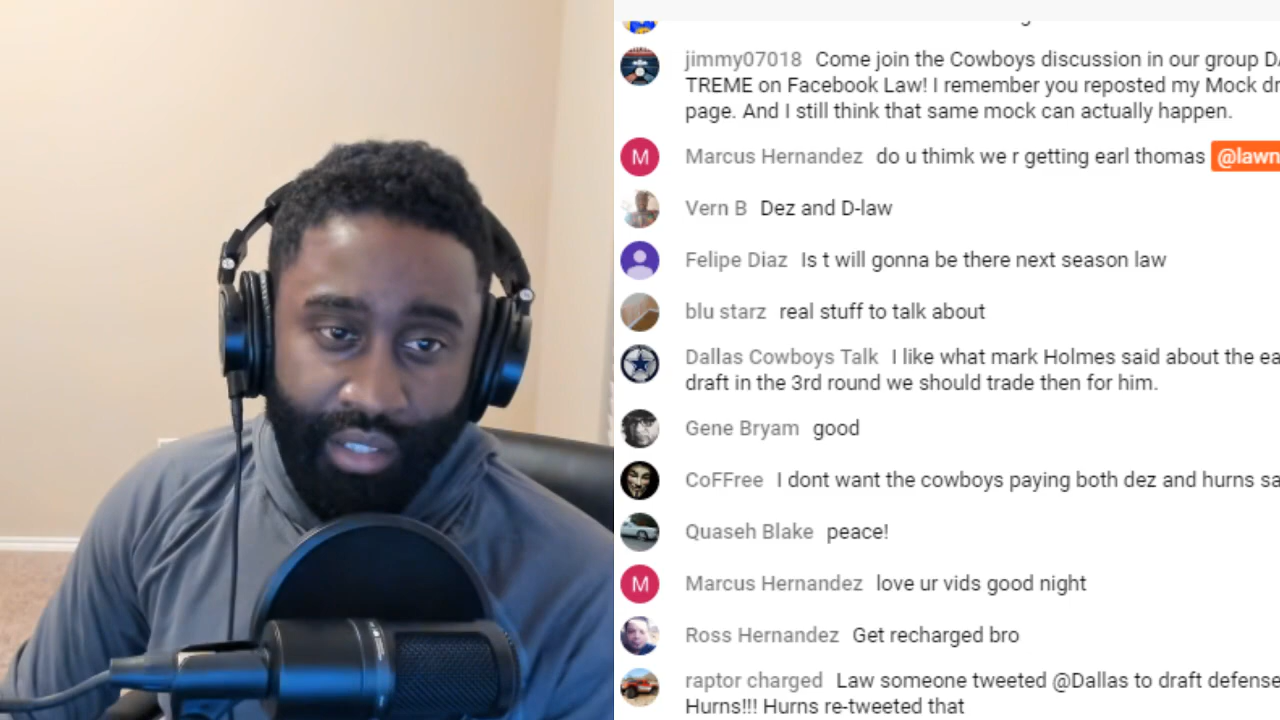 jimmy07018 Come join the Cowboys discussion in our group
TREME on Facebook Law! I remember you reposted my Mock
page. And I still think that same mock can actually happen.
M Marcus Hernandez do u thimk we r getting earl thomas @lawn
Vern B Dez and D-law
Felipe Diaz Is t will gonna be there next season law
blu starz real stuff to talk about
Dallas Cowboys Talk I like what mark Holmes said about the
draft in the 3rd round we should trade then for him.
Gene Bryam good
CoFFree I dont want the cowboys paying both dez and hurns
Quaseh Blake peace!
M Marcus Hernandez love ur vids good night
Ross Hernandez Get recharged bro
raptor charged Law someone tweeted @Dallas to draft defense
Hurns!!! Hurns re-tweeted that